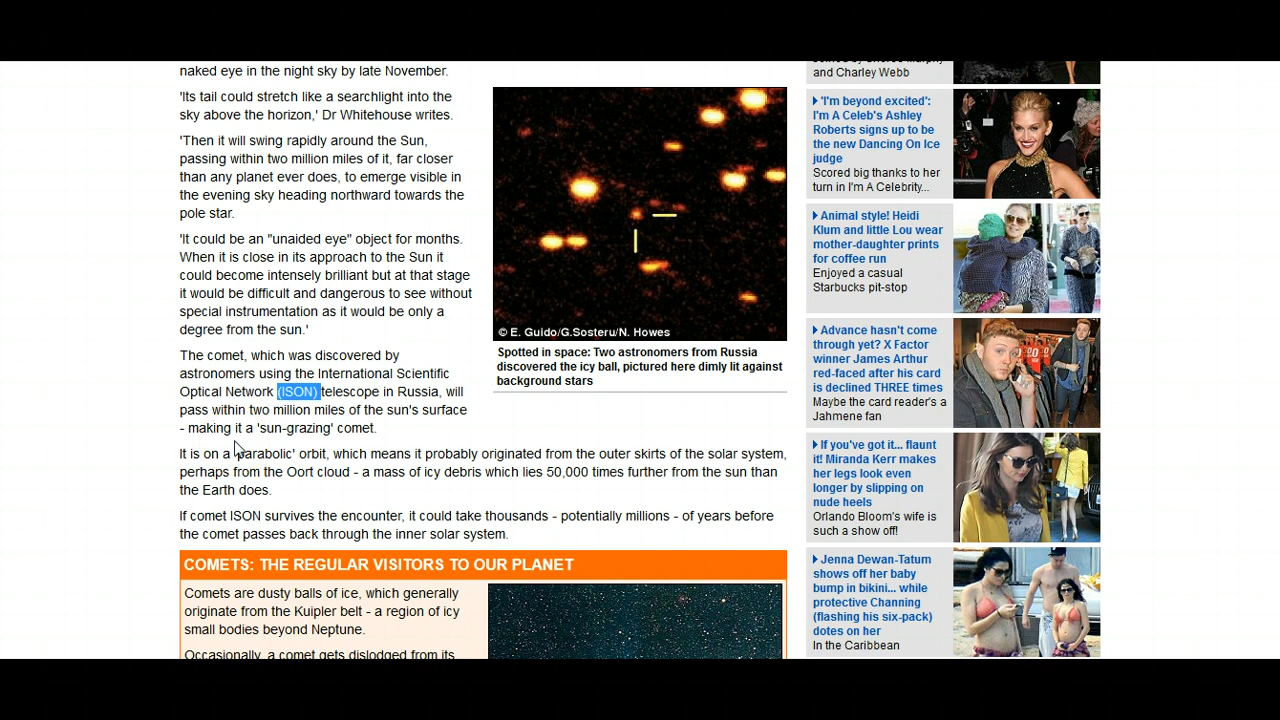 naked eye in the night sky by late November.
'Its tail could stretch like a searchlight into the
sky above the horizon,' Dr Whitehouse writes.
'Then it will swing rapidly around the Sun,
passing within two million miles of it, far closer
than any planet ever does, to emerge visible in
the evening sky heading northward towards the
pole star.
'It could be an "unaided eye" object for months.
When it is close in its approach to the Sun it
could become intensely brilliant but at that stage
it would be difficult and dangerous to see without
special instrumentation as it would be only a
degree from the sun.'
The comet, which was discovered by
astronomers using the International Scientific
Optical Network (ISON) telescope in Russia, will
pass within two million miles of the sun's surface
- making it a 'sun-grazing' comet.
© E. Guido/G.Sosteru/N. Howes
Spotted in space: Two astronomers from Russia
discovered the icy ball, pictured here dimly lit against
background stars
It is on a 'parabolic' orbit, which means it probably originated from the outer skirts of the solar system,
perhaps from the Oort cloud - a mass of icy debris which lies 50,000 times further from the sun than
the Earth does.
If comet ISON survives the encounter, it could take thousands - potentially millions - of years before
the comet passes back through the inner solar system.
COMETS: THE REGULAR VISITORS TO OUR PLANET
Comets are dusty balls of ice, which generally
originate from the Kuipler belt - a region of icy
small bodies beyond Neptune.
Occasionally, a comet gets dislodged from its
and Charley Webb
'I'm beyond excited':
I'm A Celeb's Ashley
Roberts signs up to be
the new Dancing On Ice
judge
Scored big thanks to her
turn in I'm A Celebrity...
Animal style! Heidi
Klum and little Lou wear
mother-daughter prints
for coffee run
Enjoyed a casual
Starbucks pit-stop
Advance hasn't come
through yet? X Factor
winner James Arthur
red-faced after his card
is declined THREE times
Maybe the card reader's a
Jahmene fan
If you've got it... flaunt
it! Miranda Kerr makes
her legs look even
longer by slipping on
nude heels
Orlando Bloom's wife is
such a show off!
Jenna Dewan-Tatum
shows off her baby
bump in bikini... while
protective Channing
(flashing his six-pack)
dotes on her
In the Caribbean